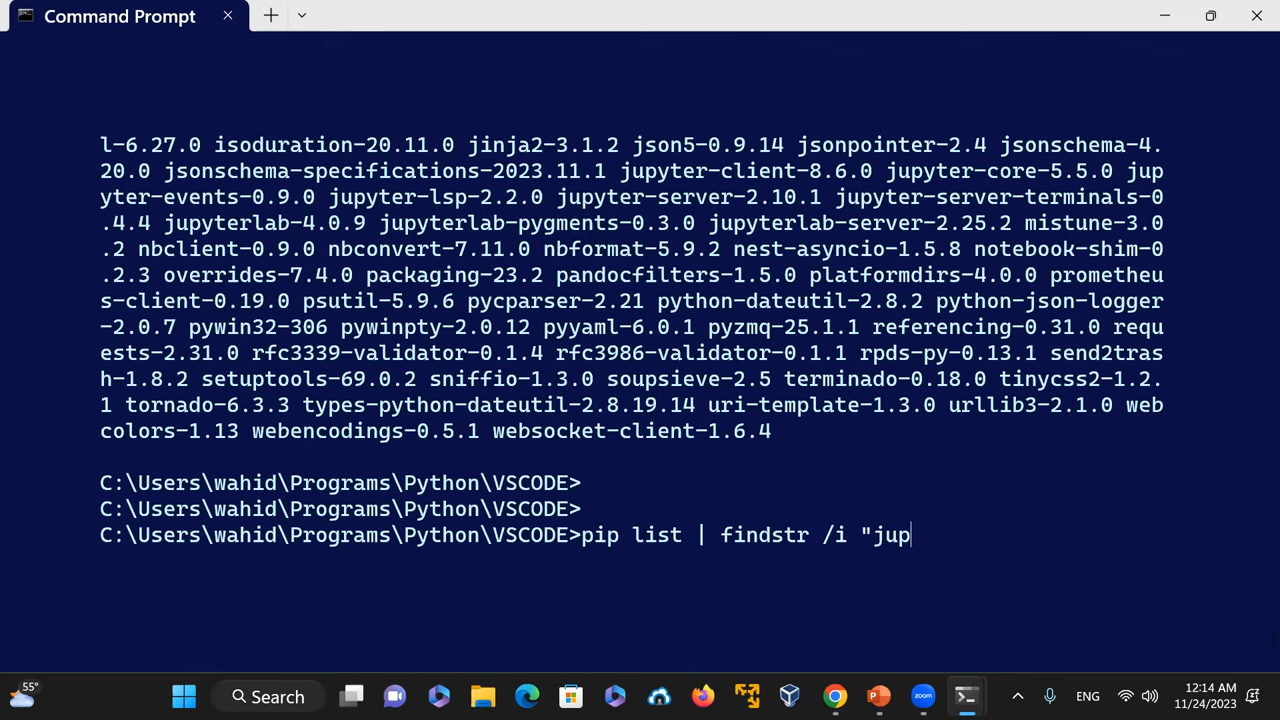 Command Prompt
l-6.27.0 isoduration-20.11.0 jinja2-3.1.2 json5-0.9.14 jsonpointer-2.4 jsonschema-4.
20.0 jsonschema-specifications-2023.11.1 jupyter-client-8.6.0 jupyter-core-5.5.0 jup
yter-events-0.9.0 jupyter-lsp-2.2.0 jupyter-server-2.10.1 jupyter-server-terminals-0
.4.4 jupyterlab-4.0.9 jupyterlab-pygments-0.3.0 jupyterlab-server-2.25.2 mistune-3.0
.2 nbclient-0.9.0 nbconvert-7.11.0 nbformat-5.9.2 nest-asyncio-1.5.8 notebook-shim-0
.2.3 overrides-7.4.0 packaging-23.2 pandocfilters-1.5.0 platformdirs-4.0.0 prometheu
s-client-0.19.0 psutil-5.9.6 pycparser-2.21 python-dateutil-2.8.2 python-json-logger
-2.0.7 pywin32-306 pywinpty-2.0.12 pyyaml-6.0.1 pyzmq-25.1.1 referencing-0.31.0 requ
ests-2.31.0 rfc3339-validator-0.1.4 rfc3986-validator-0.1.1 rpds-py-0.13.1 send2tras
h-1.8.2 setuptools-69.0.2 sniffio-1.3.0 soupsieve-2.5 terminado-0.18.0 tinycss2-1.2.
1 tornado-6.3.3 types-python-dateutil-2.8.19.14 uri-template-1.3.0 urllib3-2.1.0 web
colors-1.13 webencodings-0.5.1 websocket-client-1.6.4
C:\Users\wahid\Programs\Python\VSCODE>
C:\Users\wahid\Programs\Python\VSCODE>
C:\Users\wahid\Programs\Python\VSCODE>pip list | findstr /i "jup
55°
Search
zoom
ENG
12:14 AM
11/24/2023